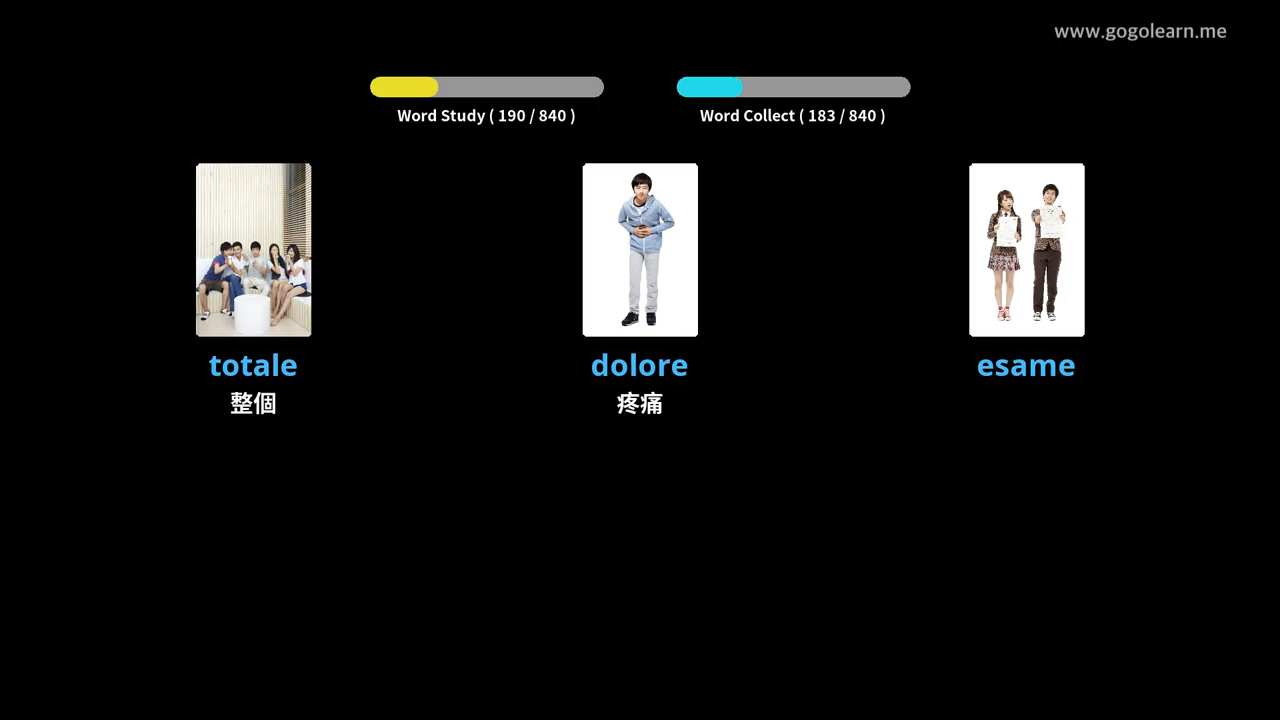 www.gogolearn.me
Word Study ( 190 / 840 )
Word Collect ( 183 / 840 )
totale
整個
dolore
疼痛
esame